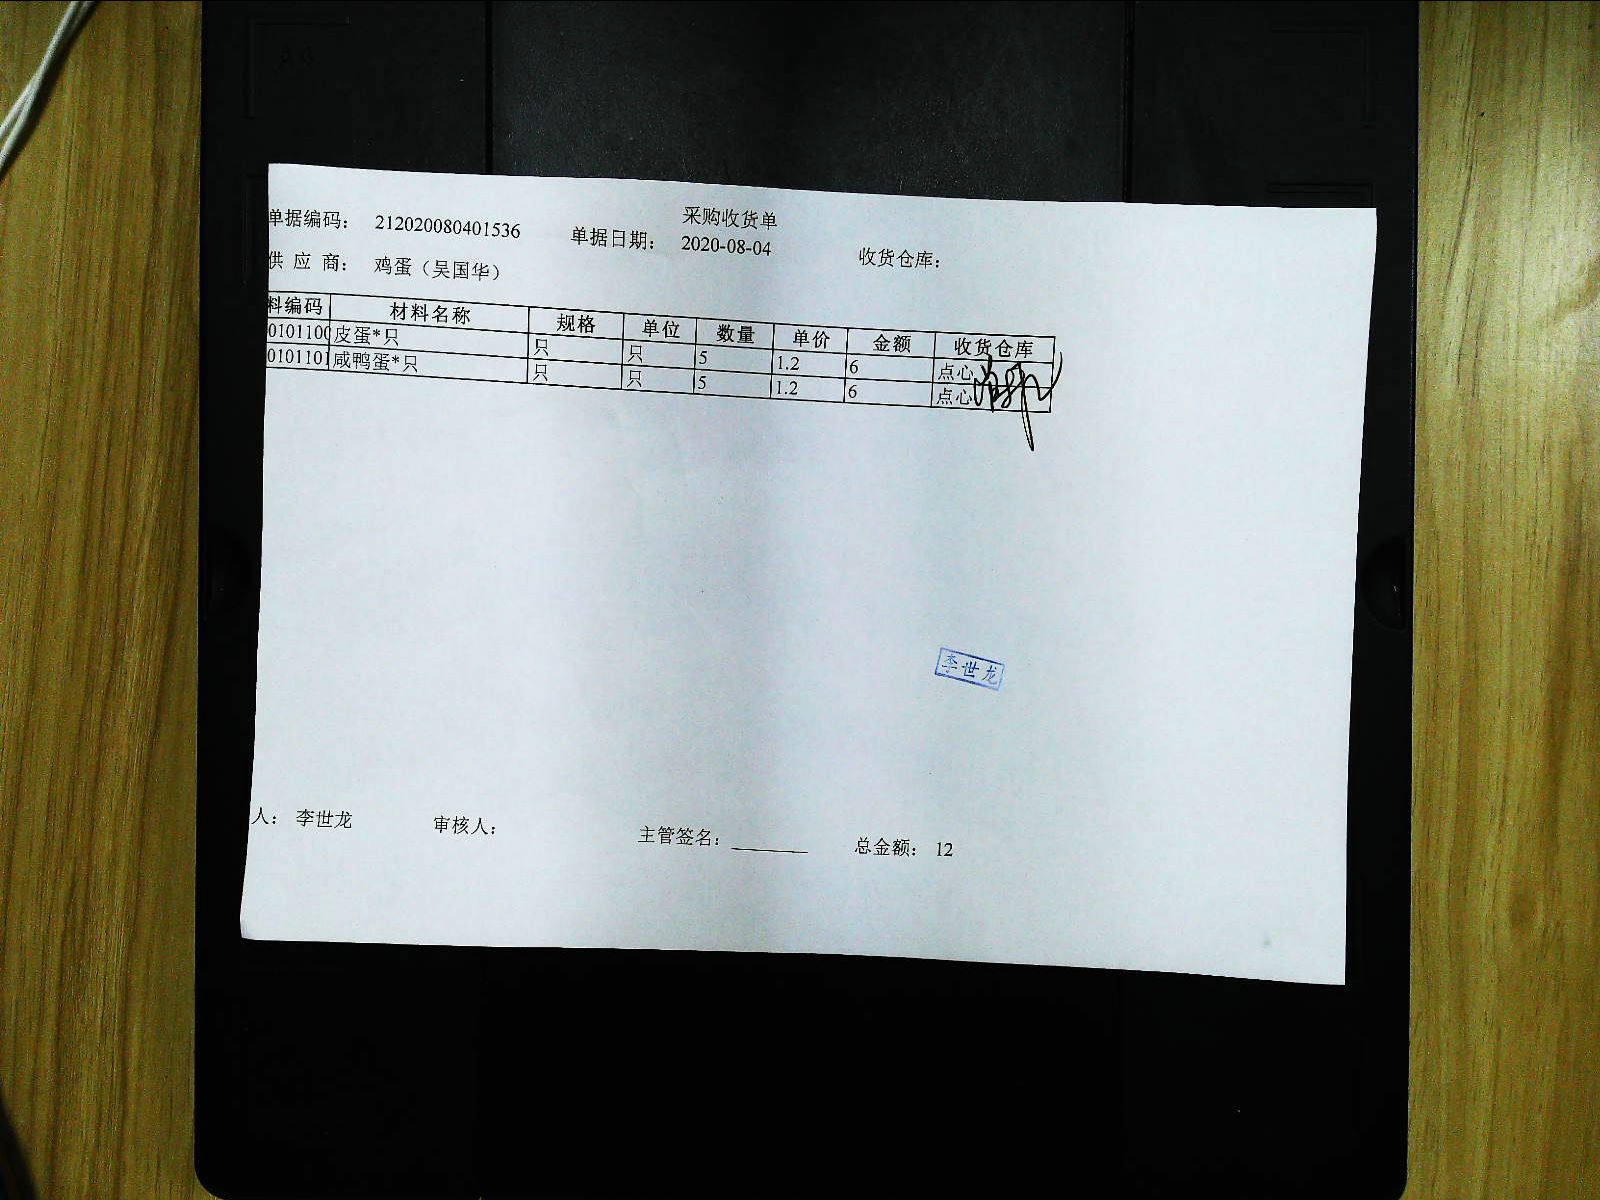 采购收货单
单据编码： 212020080401536 单据日期： 2020-08-04 收货仓库：
供 应 商： 鸡蛋（吴国华）
料编码 材料名称 规格 单位 数量 单价 金额 收货仓库
0101100 皮蛋*只 只 只 5 1.2 6 点心
0101101 咸鸭蛋*只 只 只 5 1.2 6 点心
李世龙
人： 李世龙 审核人： 主管签名： 总金额： 12